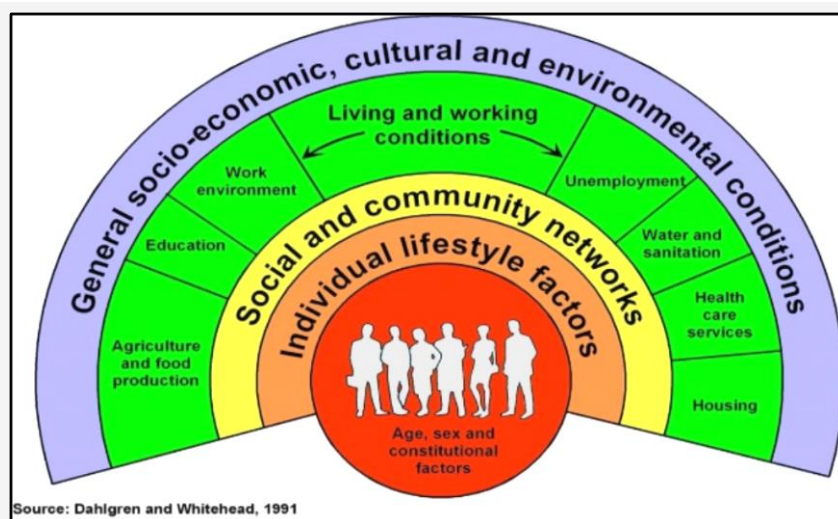 General socio-economic, cultural and environmental conditions
Living and working
conditions
Work
environment
Unemployment
Education
Water and
sanitation
Agriculture
and food
production
Health
care
services
Housing
Social and community networks
Individual lifestyle factors
Age, sex and
constitutional
factors
Source: Dahlgren and Whitehead, 1991